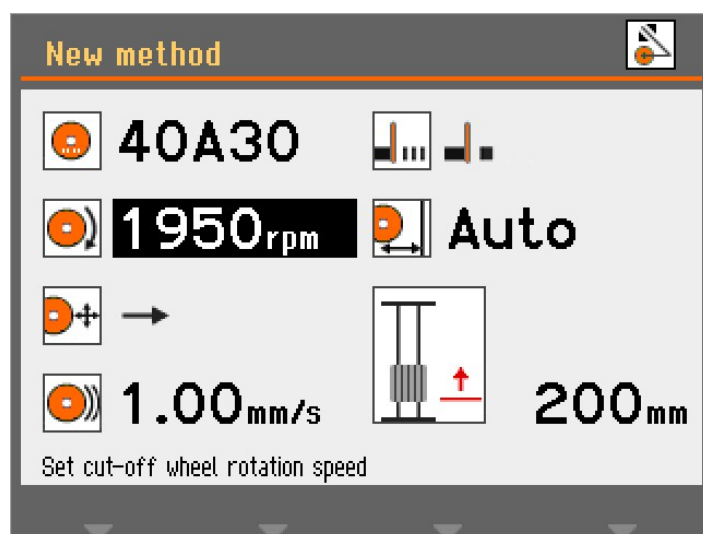 New method
40A30
1950rpm
Auto
1.00mm/s
200mm
Set cut-off wheel rotation speed